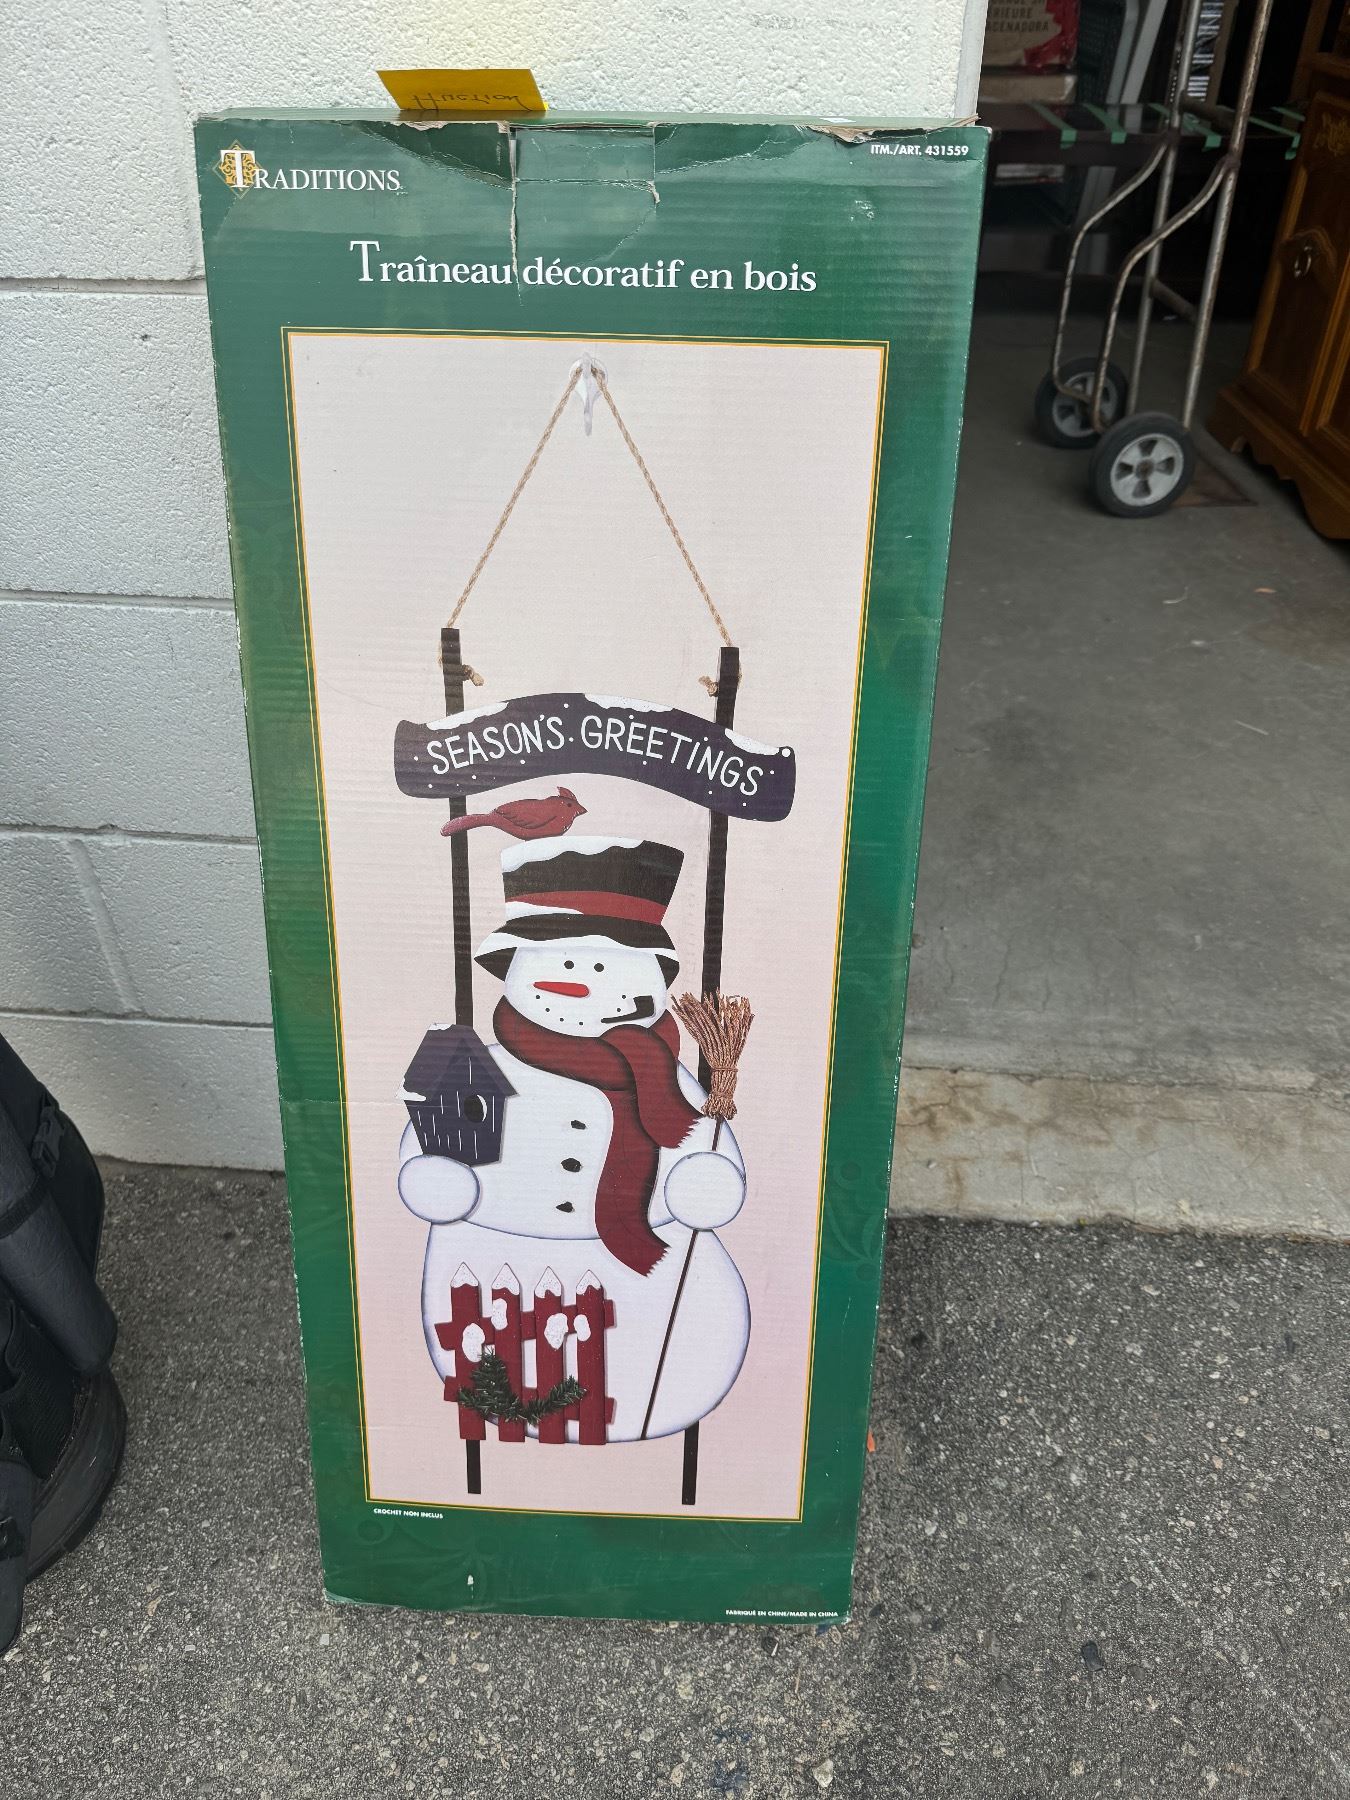 Auction
TRADITIONS
ITM./ART. 431559
Traîneau décoratif en bois
SEASON'S GREETINGS
CROCHET NON INCLUS
FABRIQUÉ EN CHINE/MADE IN CHINA